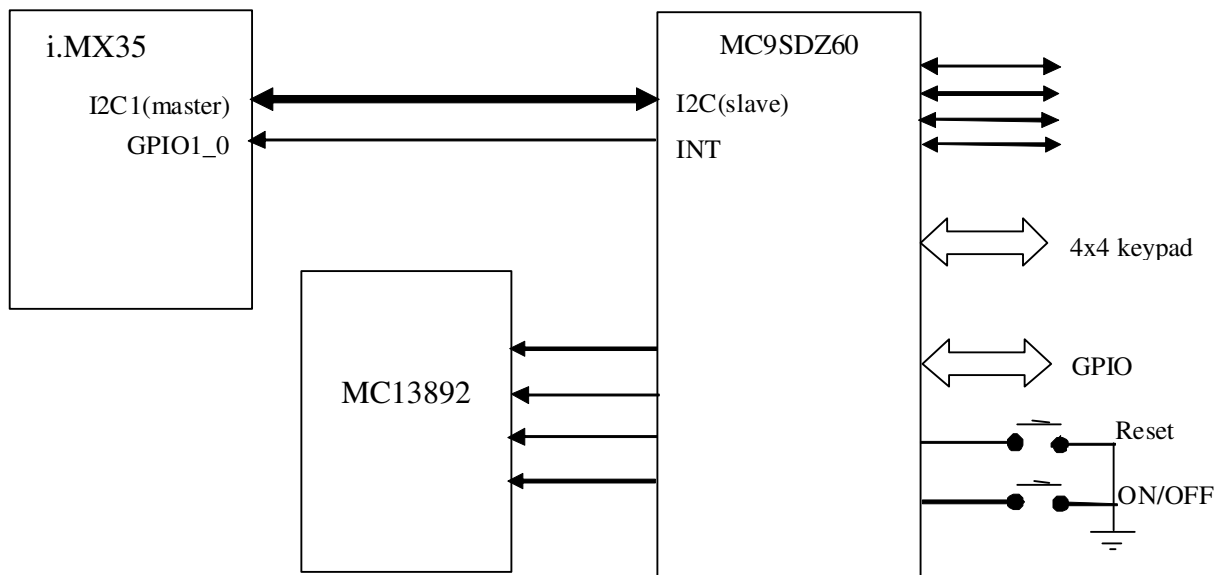 i.MX35
I2C1(master)
GPIO1_0
MC9SDZ60
I2C(slave)
INT
4x4 keypad
MC13892
GPIO
Reset
ON/OFF